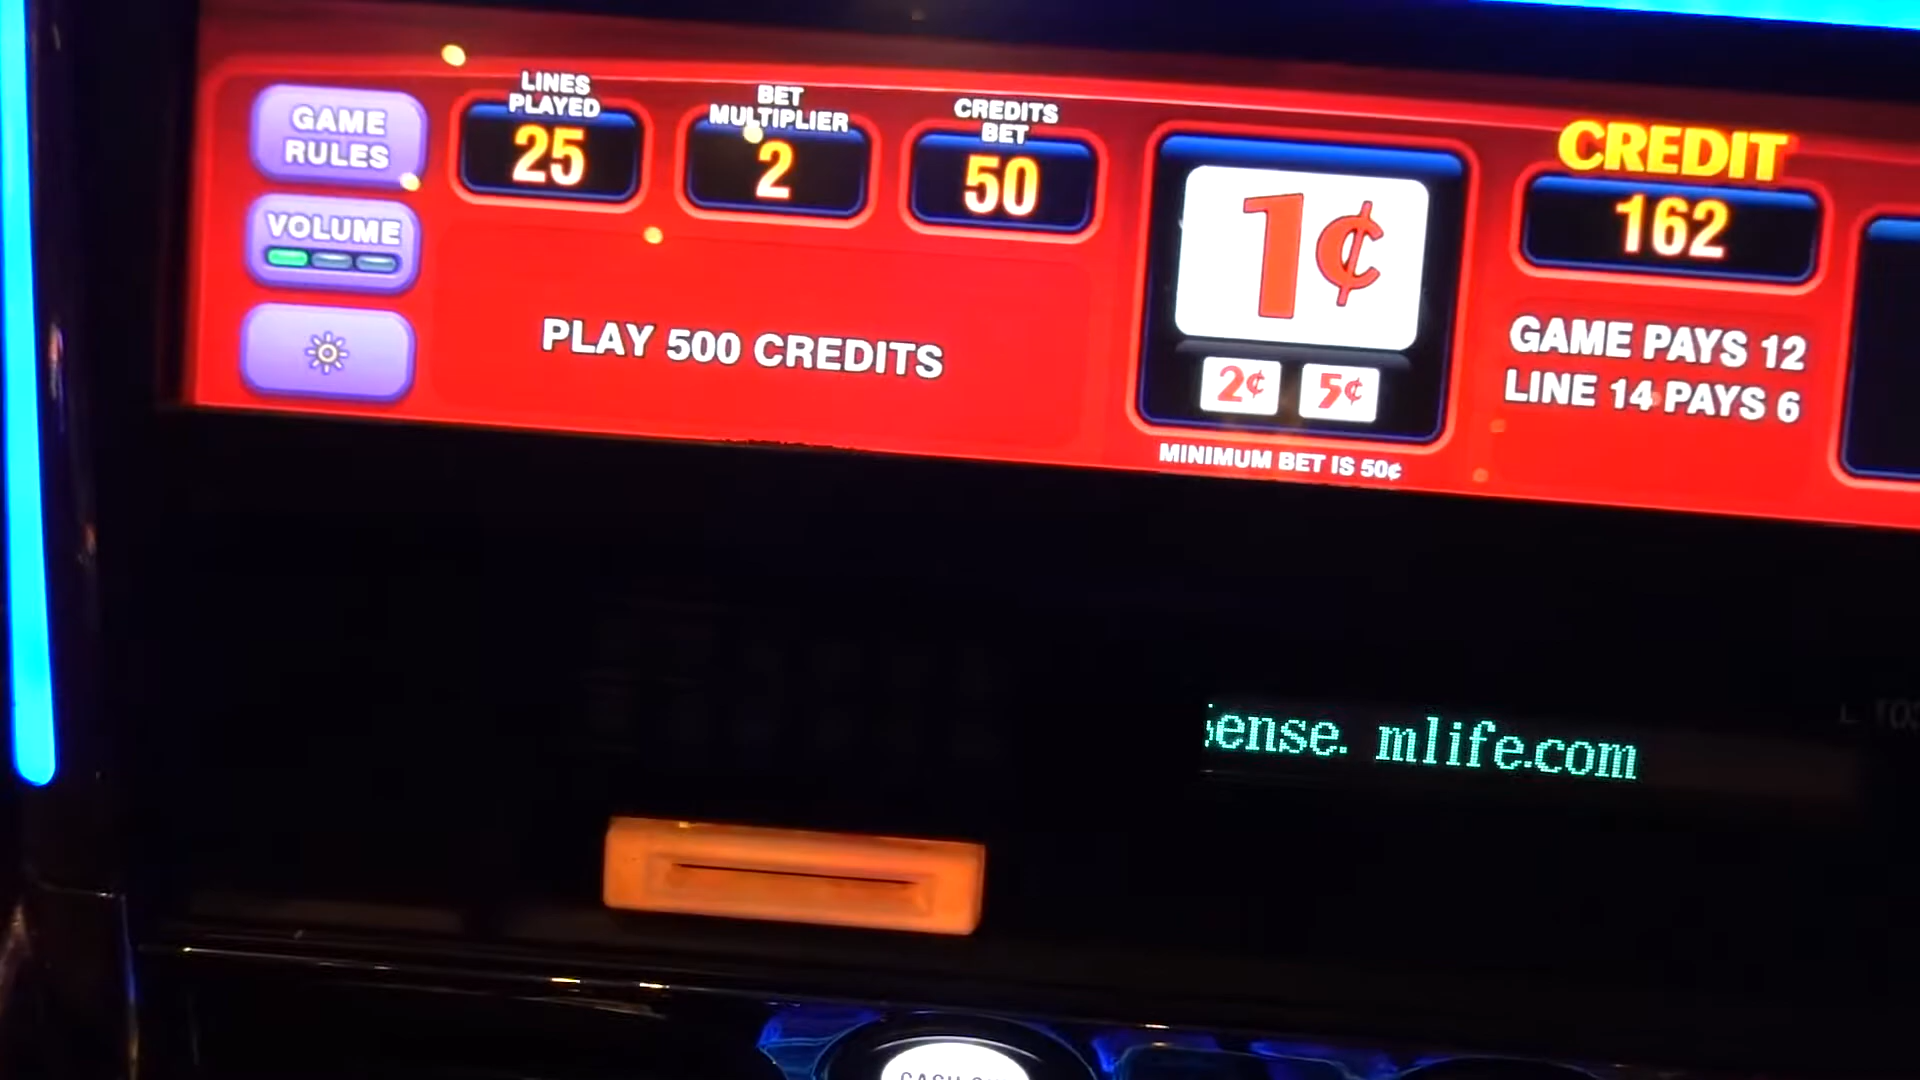 GAME
RULES
LINES
PLAYED
25
BET
MULTIPLIER
2
CREDITS
BET
50
1¢
2¢ 5¢
MINIMUM BET IS 50¢
CREDIT
162
VOLUME
PLAY 500 CREDITS
GAME PAYS 12
LINE 14 PAYS 6
mlife.com